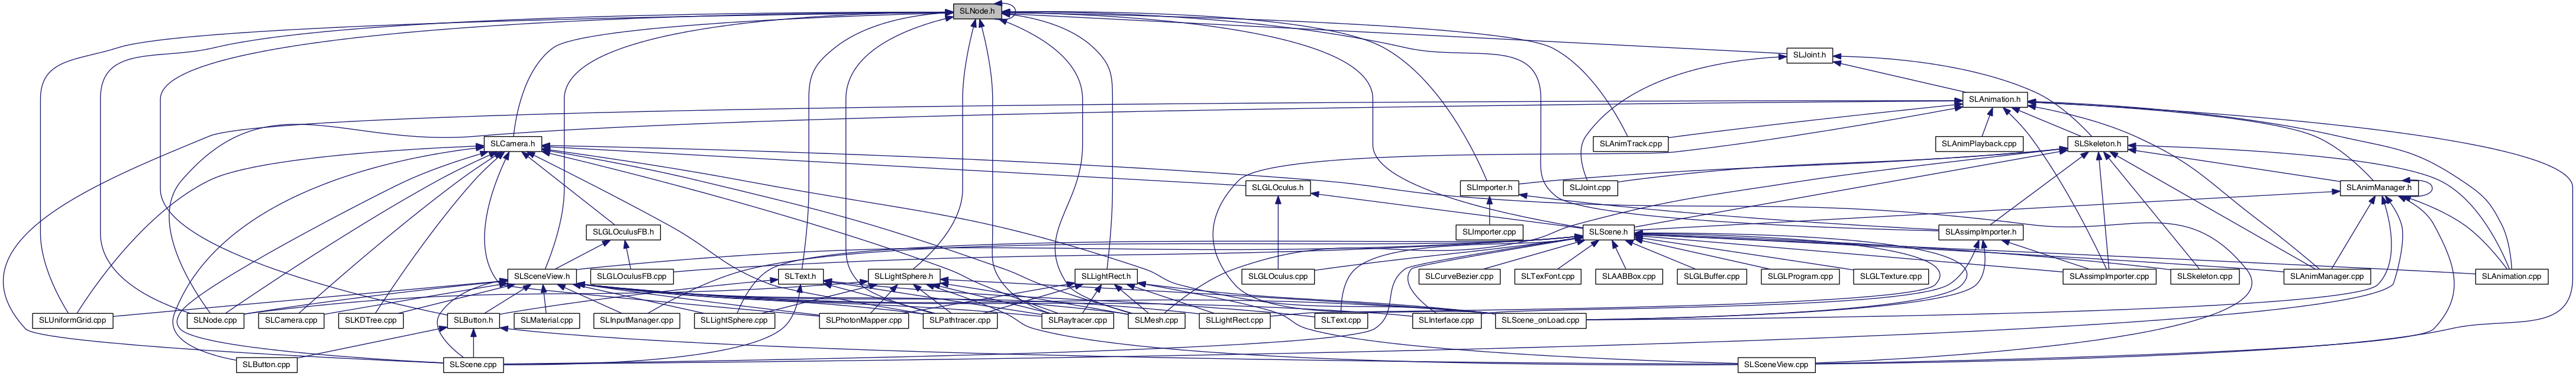 SLNode.h
SLJoint.h
SLAnimation.h
SLCamera.h
SLAnimTrack.cpp
SLAnimPlayback.cpp
SLSkeleton.h
SLGLOculus.h
SLImporter.h
SLJoint.cpp
SLAnimManager.h
SLGLOculusFB.h
SLImporter.cpp
SLScene.h
SLAssimpImporter.h
SLSceneView.h
SLGLOculusFB.cpp
SLText.h
SLLightSphere.h
SLLightRect.h
SLGLOculus.cpp
SLCurveBezier.cpp
SLTexFont.cpp
SLAABBox.cpp
SLGLBuffer.cpp
SLGLProgram.cpp
SLGLTexture.cpp
SLAssimpImporter.cpp
SLSkeleton.cpp
SLAnimManager.cpp
SLAnimation.cpp
SLUniformGrid.cpp
SLNode.cpp
SLCamera.cpp
SLKDTree.cpp
SLButton.h
SLMaterial.cpp
SLInputManager.cpp
SLLightSphere.cpp
SLPhotonMapper.cpp
SLPathtracer.cpp
SLRaytracer.cpp
SLMesh.cpp
SLLightRect.cpp
SLText.cpp
SLInterface.cpp
SLScene_onLoad.cpp
SLButton.cpp
SLScene.cpp
SLSceneView.cpp